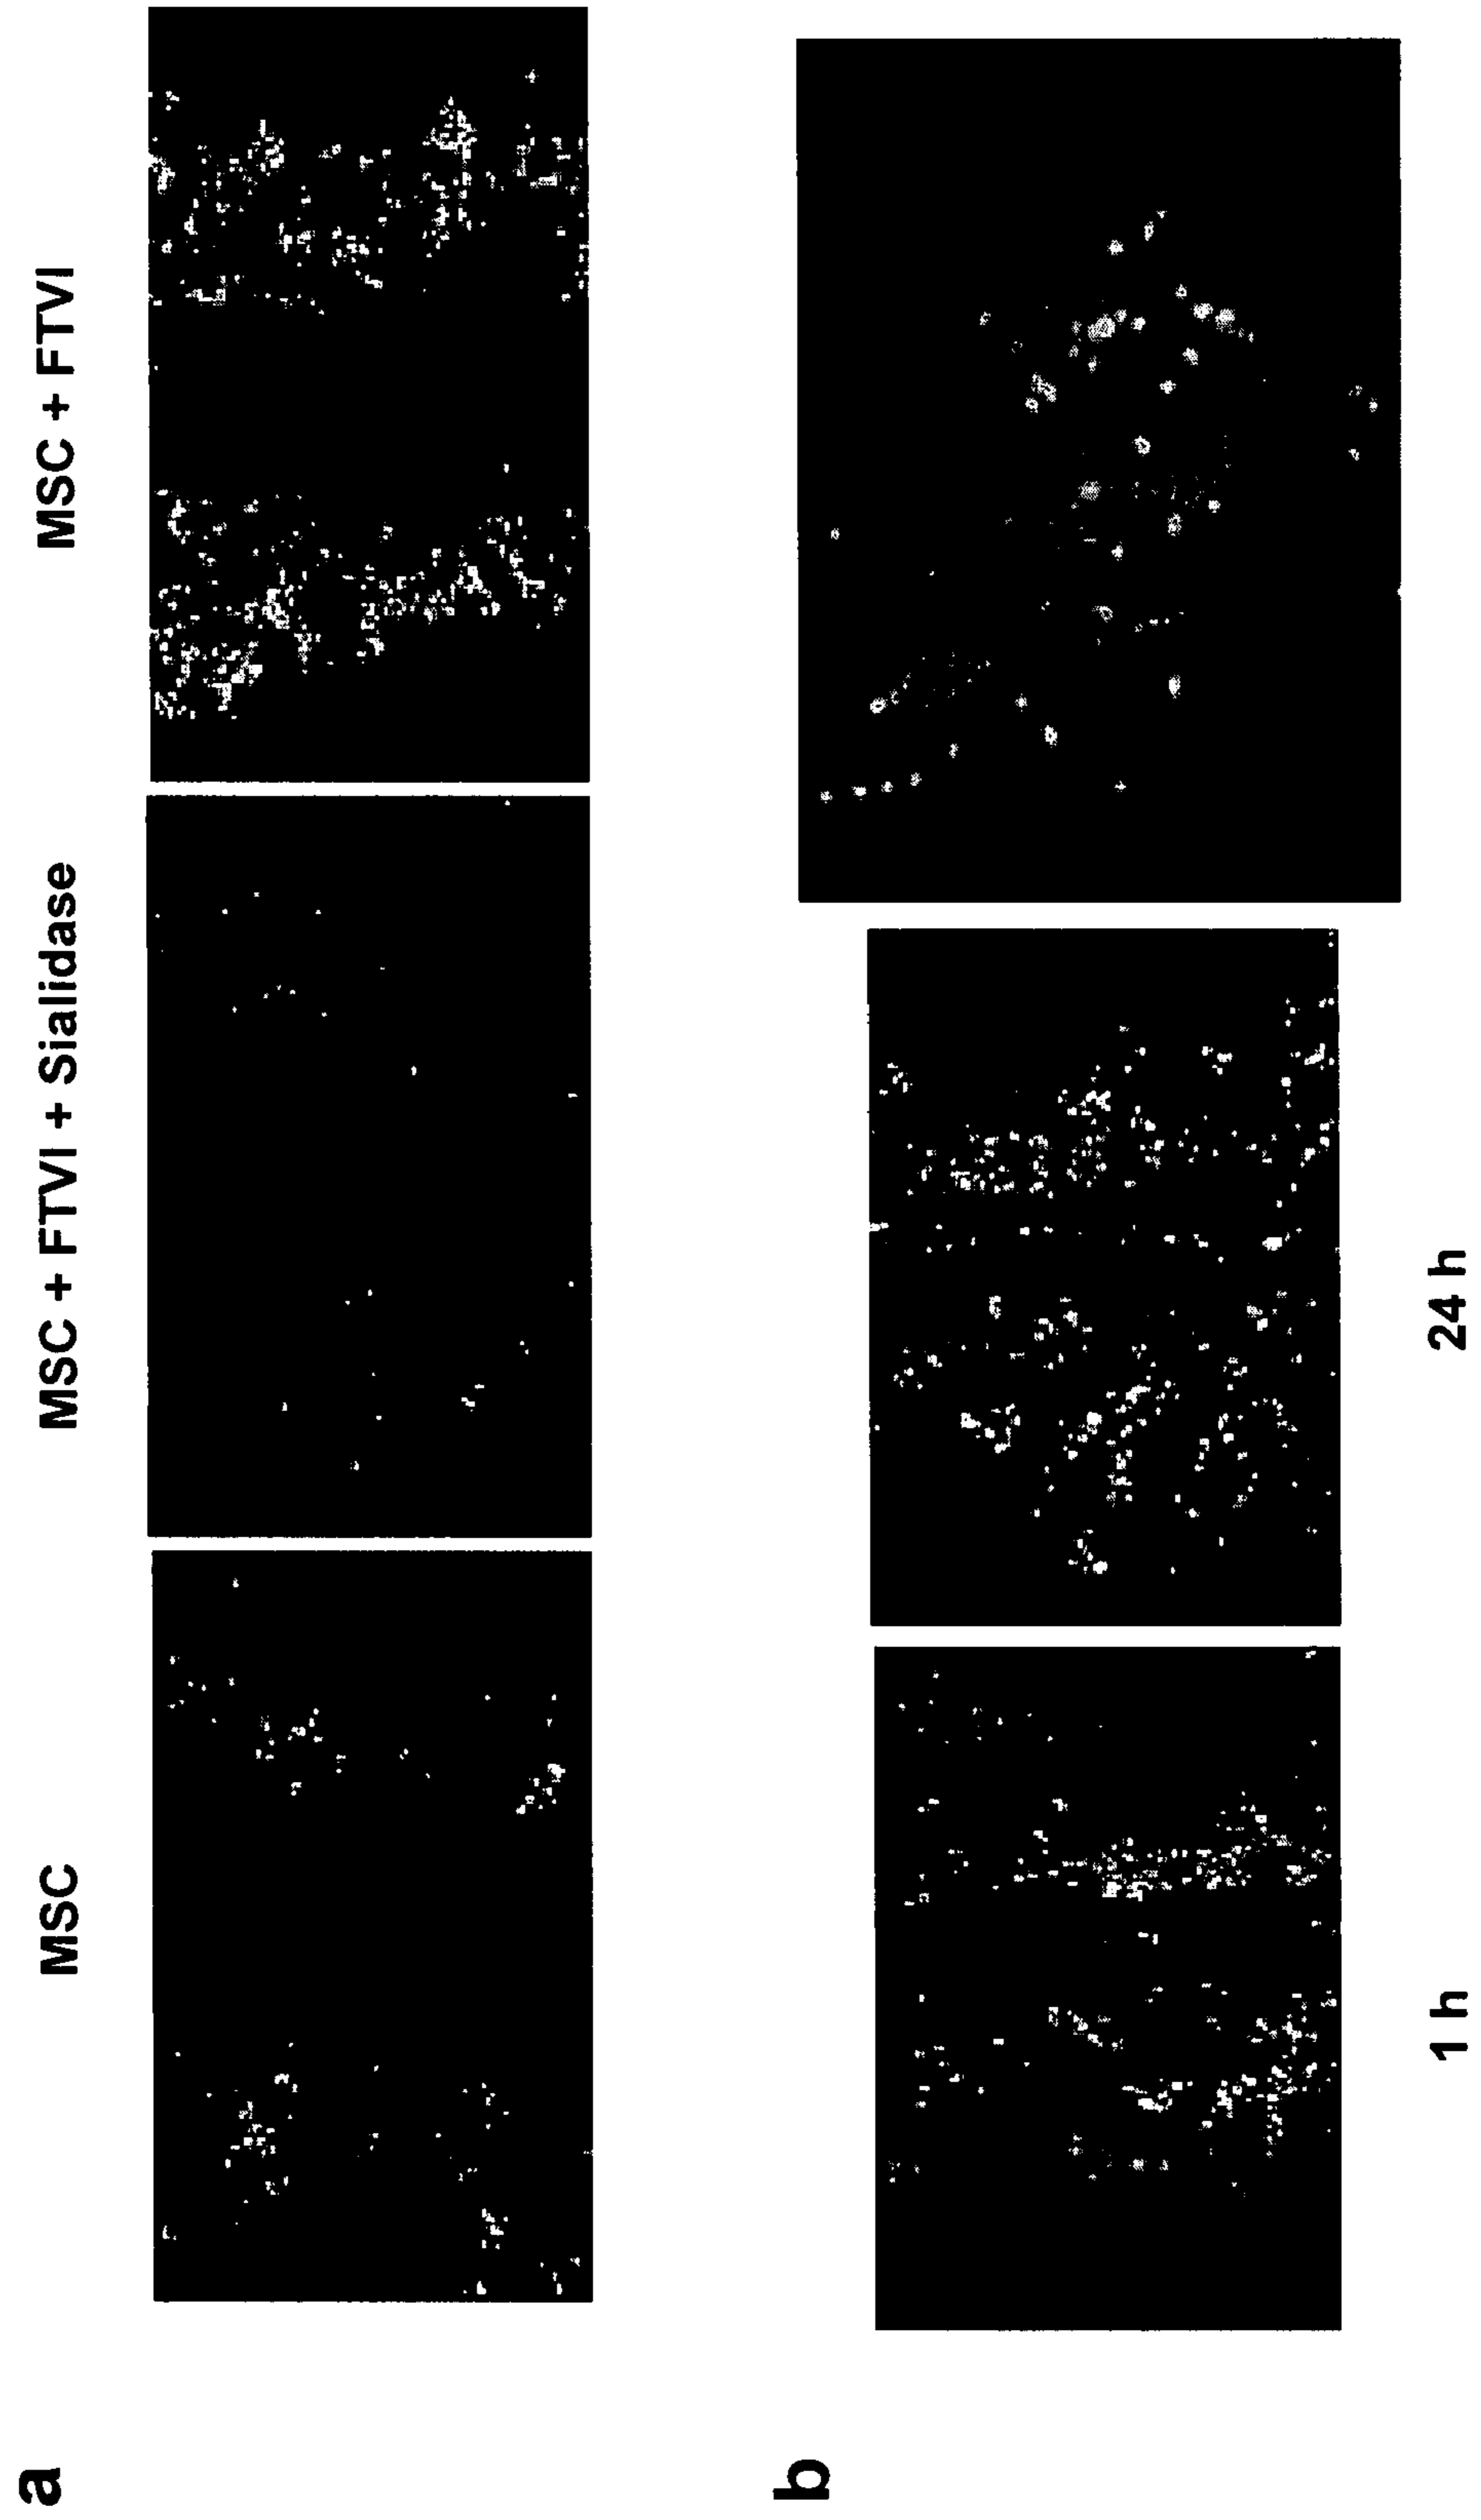 a
MSC
MSC + FTVI + Sialidase
MSC + FTVI
b
1 h
24 h